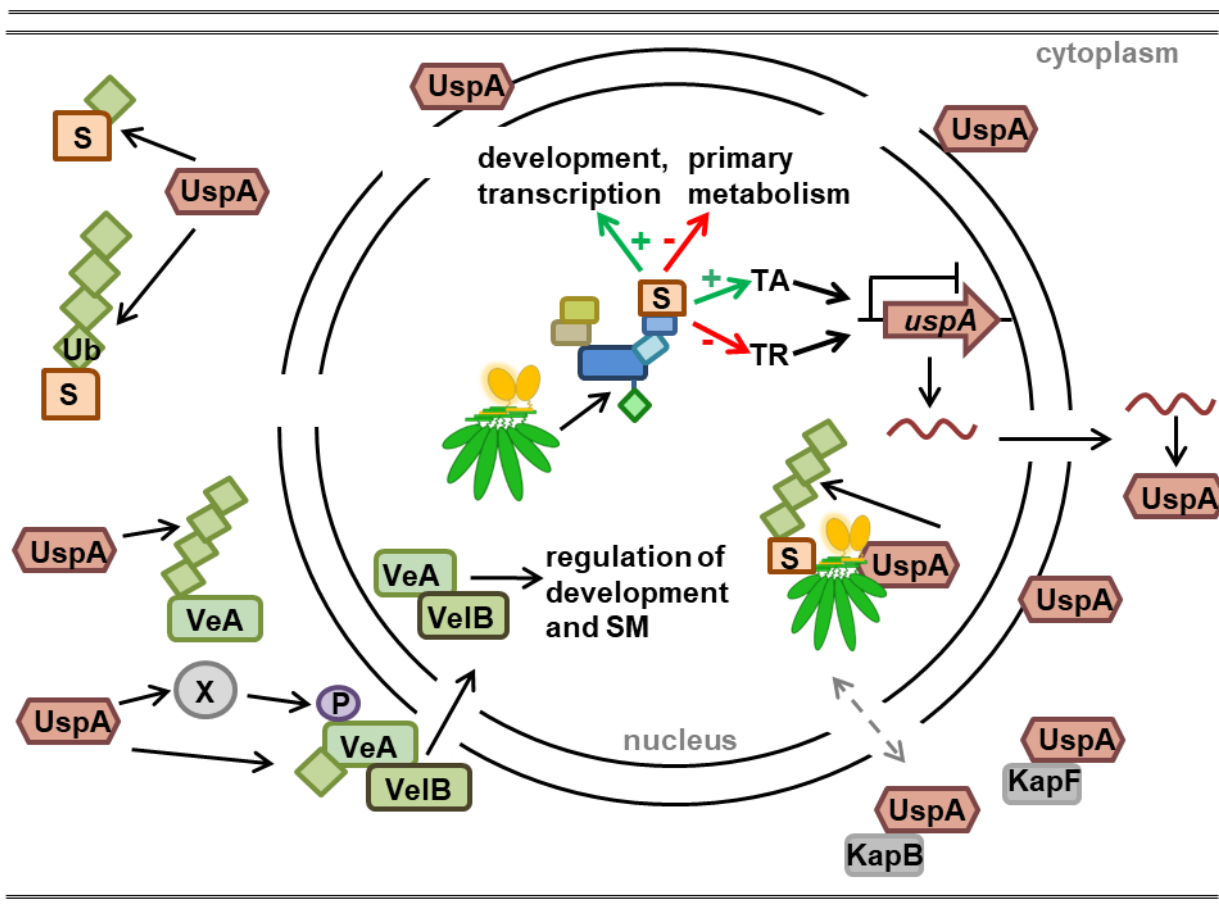 cytoplasm
UspA
UspA
S
UspA
development,
transcription
primary
metabolism
+
-
S
+
TA
uspA
-
TR
Ub
S
UspA
UspA
VeA
VeA
VelB
regulation of
development
and SM
S
UspA
UspA
UspA
X
P
VeA
VelB
nucleus
UspA
KapF
UspA
KapB